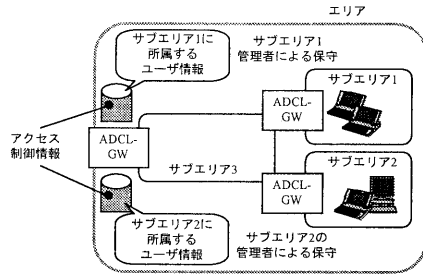 エリア
サブエリア1に
所属する
ユーザ情報
サブエリア1
管理者による保守
サブエリア1
アクセス
制御情報
ADCL-
GW
ADCL-
GW
サブエリア3
サブエリア2
ADCL-
GW
サブエリア2に
所属する
ユーザ情報
サブエリア2の
管理者による保守